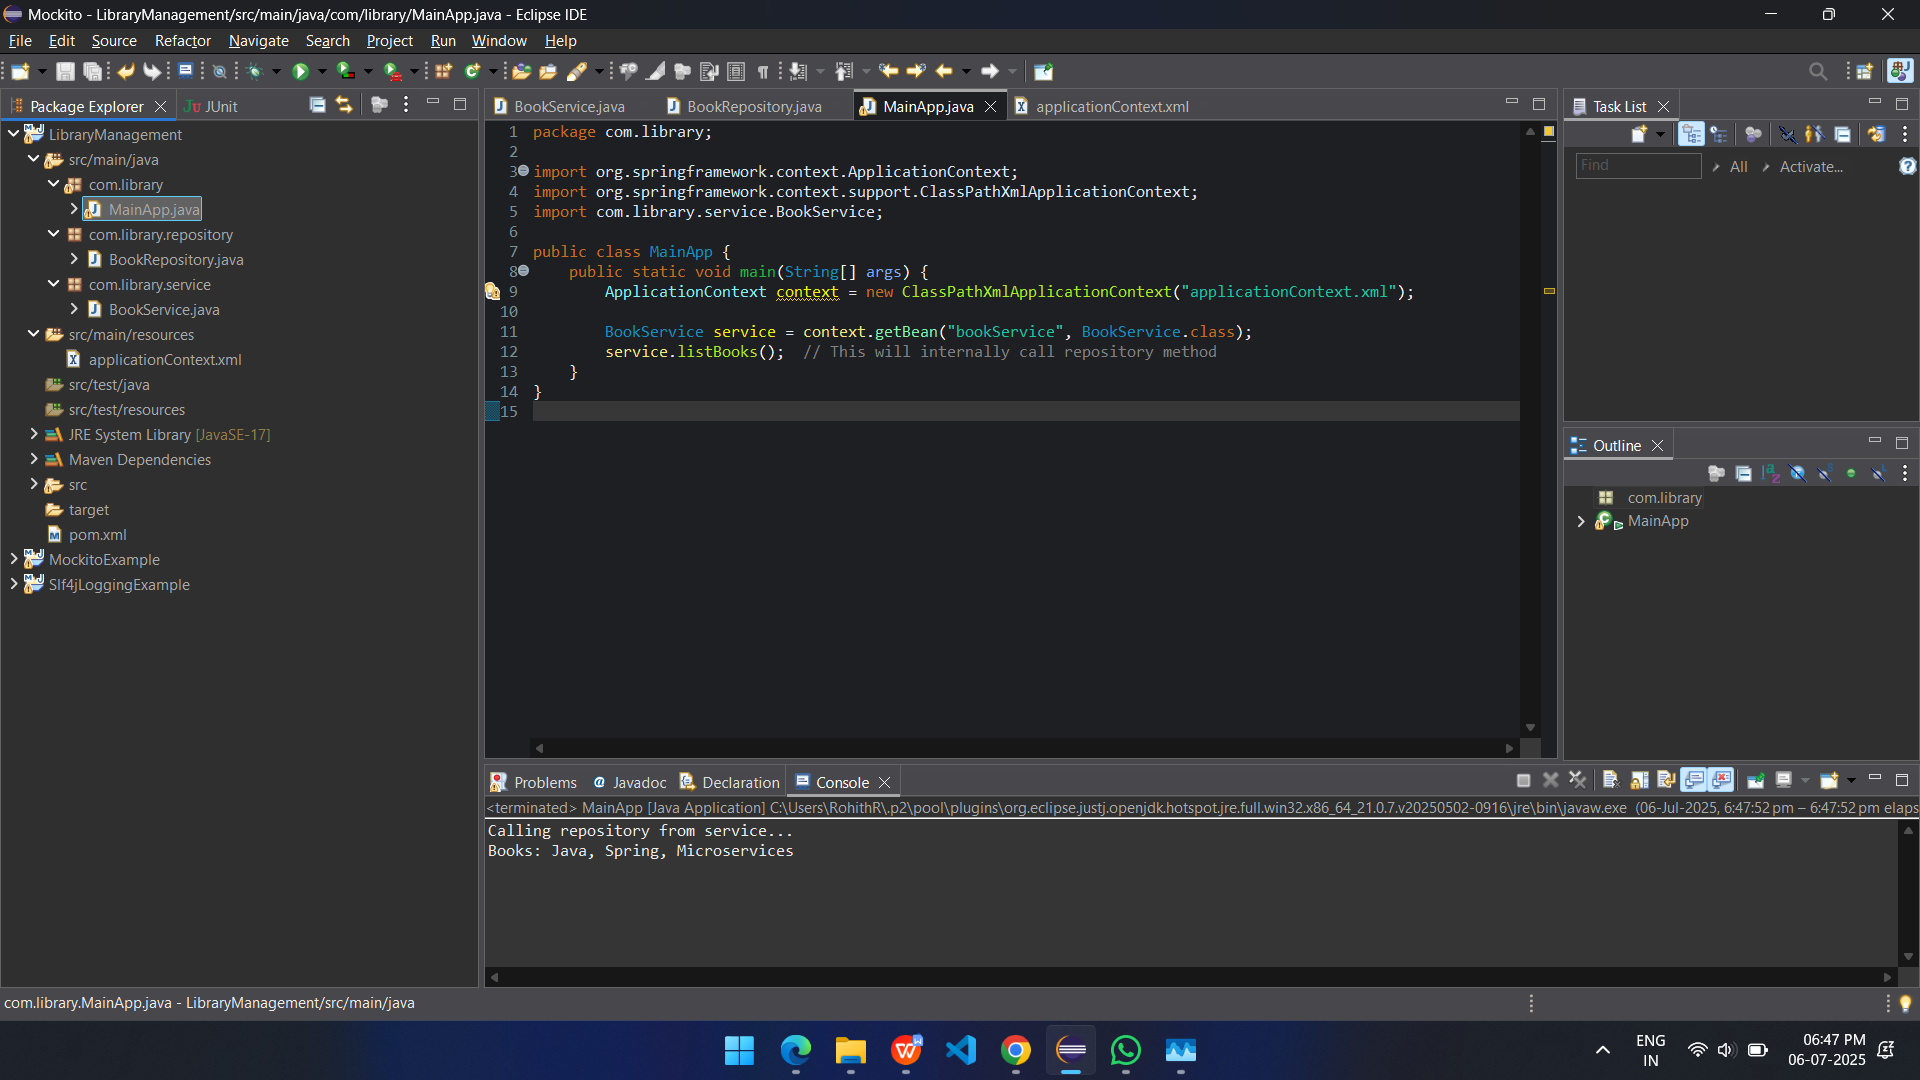 Mockito - LibraryManagement/src/main/java/com/library/MainApp.java - Eclipse IDE
File Edit Source Refactor Navigate Search Project Run Window Help
Package Explorer
JUnit
LibraryManagement
src/main/java
com.library
MainApp.java
com.library.repository
BookRepository.java
com.library.service
BookService.java
src/main/resources
applicationContext.xml
src/test/java
src/test/resources
JRE System Library [JavaSE-17]
Maven Dependencies
src
target
pom.xml
MockitoExample
Slf4jLoggingExample
BookService.java BookRepository.java MainApp.java applicationContext.xml
1 package com.library;
2
3 import org.springframework.context.ApplicationContext;
4 import org.springframework.context.support.ClassPathXmlApplicationContext;
5 import com.library.service.BookService;
6
7 public class MainApp {
8 public static void main(String[] args) {
9 ApplicationContext context = new ClassPathXmlApplicationContext("applicationContext.xml");
10
11 BookService service = context.getBean("bookService", BookService.class);
12 service.listBooks(); // This will internally call repository method
13 }
14 }
15
Task List
Find All Activate...
Outline
com.library
MainApp
Problems @ Javadoc Declaration Console
<terminated> MainApp [Java Application] C:\Users\RohithR\.p2\pool\plugins\org.eclipse.justj.openjdk.hotspot.jre.full.win32.x86_64_21.0.7.v20250502-0916\jre\bin\javaw.exe (06-Jul-2025, 6:47:52 pm – 6:47:52 pm elaps
Calling repository from service...
Books: Java, Spring, Microservices
com.library.MainApp.java - LibraryManagement/src/main/java
ENG
IN
06:47 PM
06-07-2025